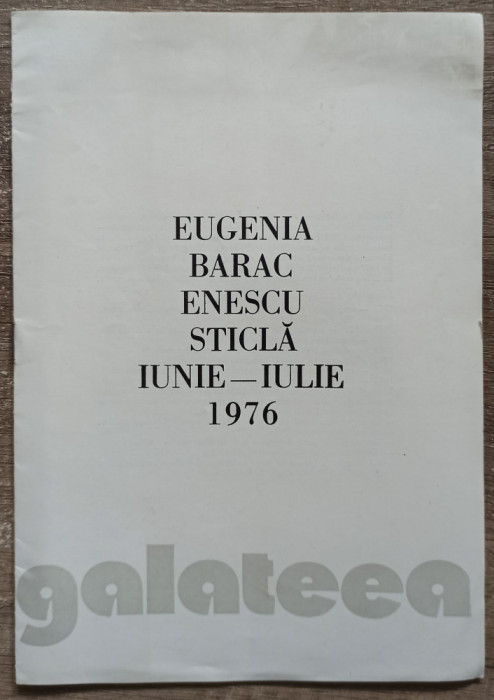 EUGENIA
BARAC
ENESCU
STICLĂ
IUNIE — IULIE
1976
galateea